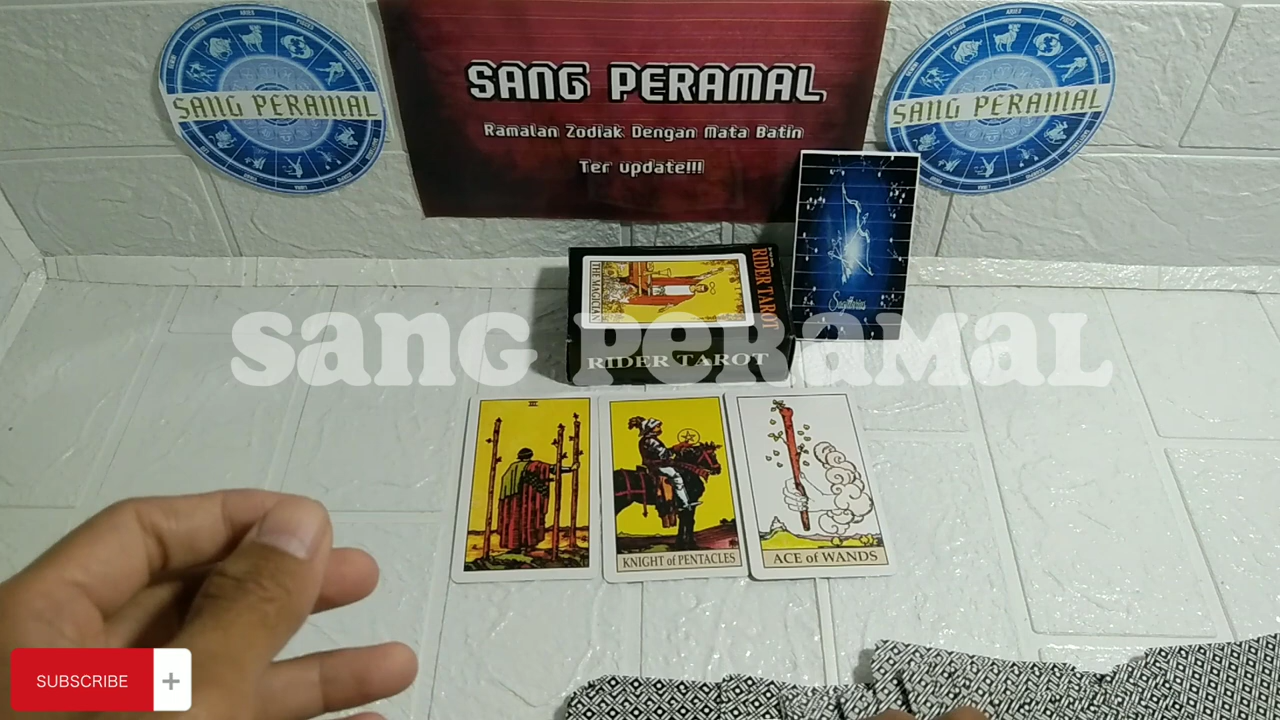 SANG PERAMAL
Ramalan Zodiak Dengan Mata Batin
Ter update!!!
SANG PERAMAL
SANG PERAMAL
Sagittarius
THE MAGICIAN
RIDER TAROT
RIDER TAROT
SANG PERAMAL
III
KNIGHT of PENTACLES
ACE of WANDS
SUBSCRIBE